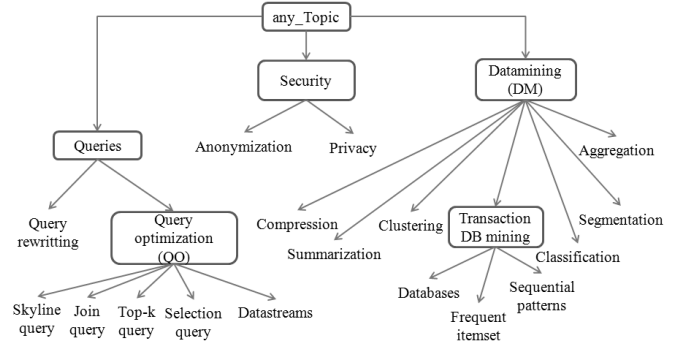 any_Topic
Security
Datamining
(DM)
Queries
Anonymization
Privacy
Aggregation
Query
rewritting
Query
optimization
(QO)
Compression
Summarization
Clustering
Transaction
DB mining
Segmentation
Classification
Skyline
query
Join
query
Top-k
query
Selection
query
Datastreams
Databases
Frequent
itemset
Sequential
patterns